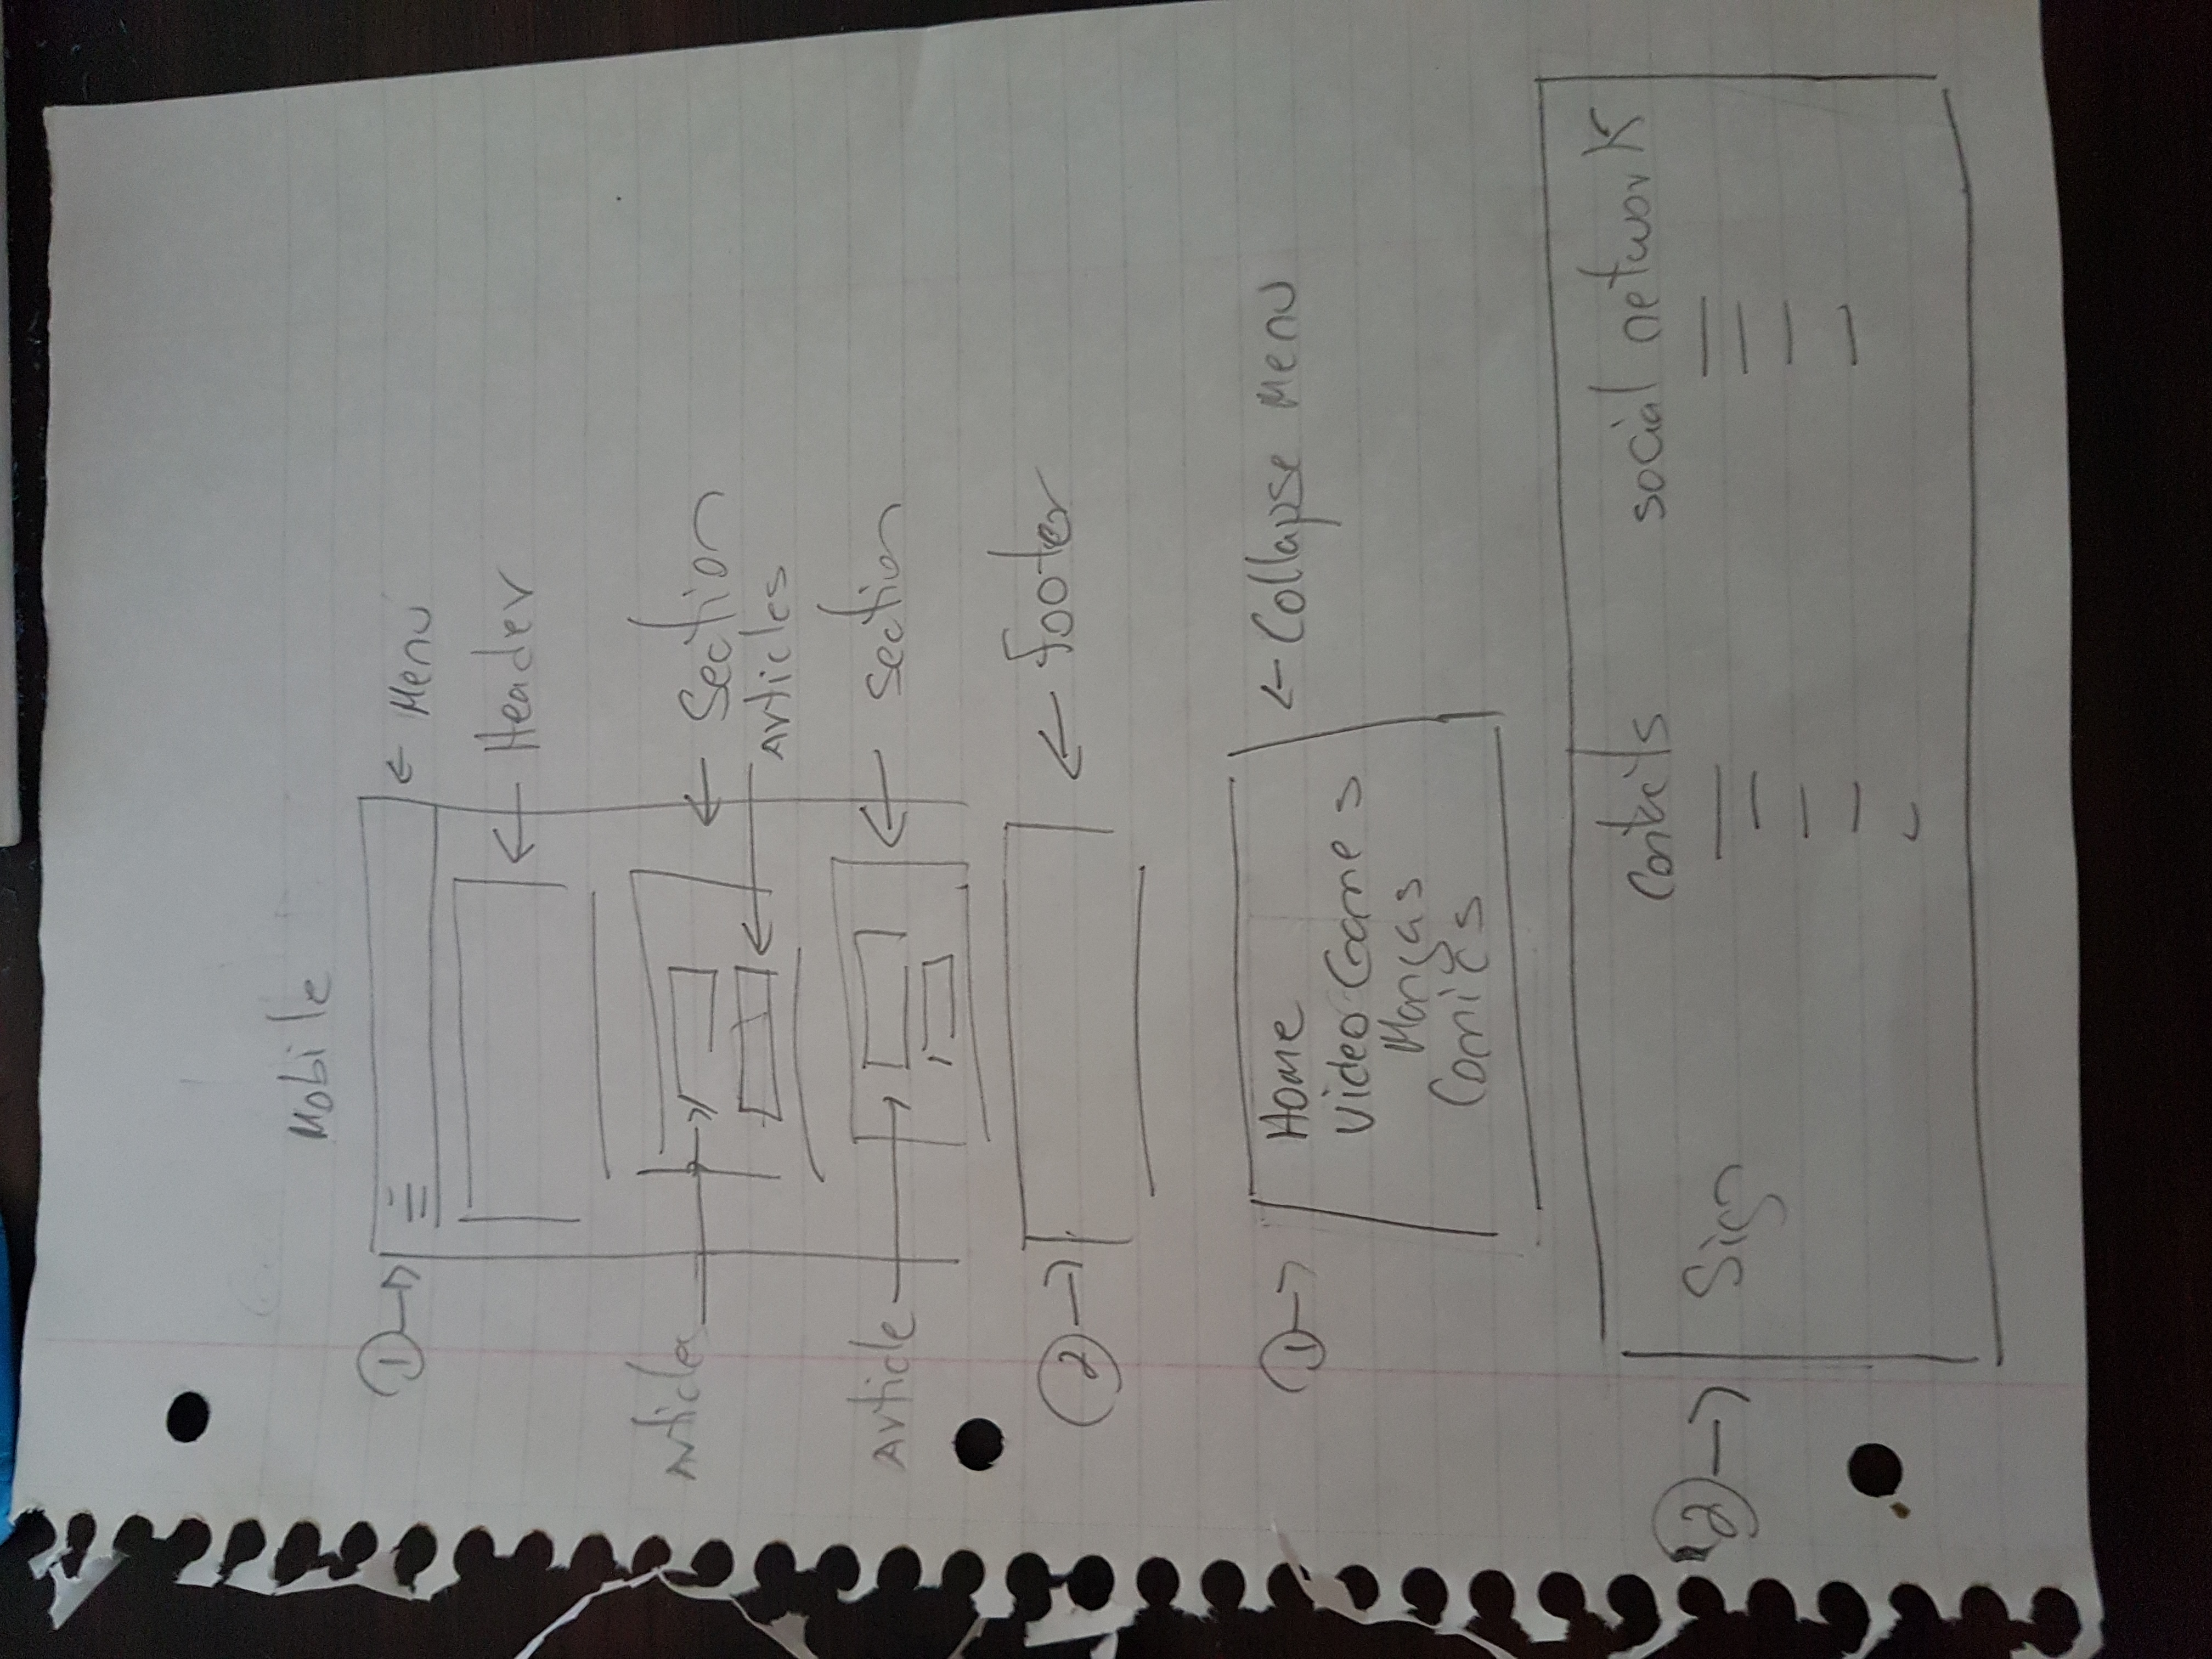 Mobile
1
Menu
Header
Article
Section
Articles
Article
section
2
Footer
1
Home
Collapse Menu
Video Games
Mangas
Comics
contacts
social network
2
Sign